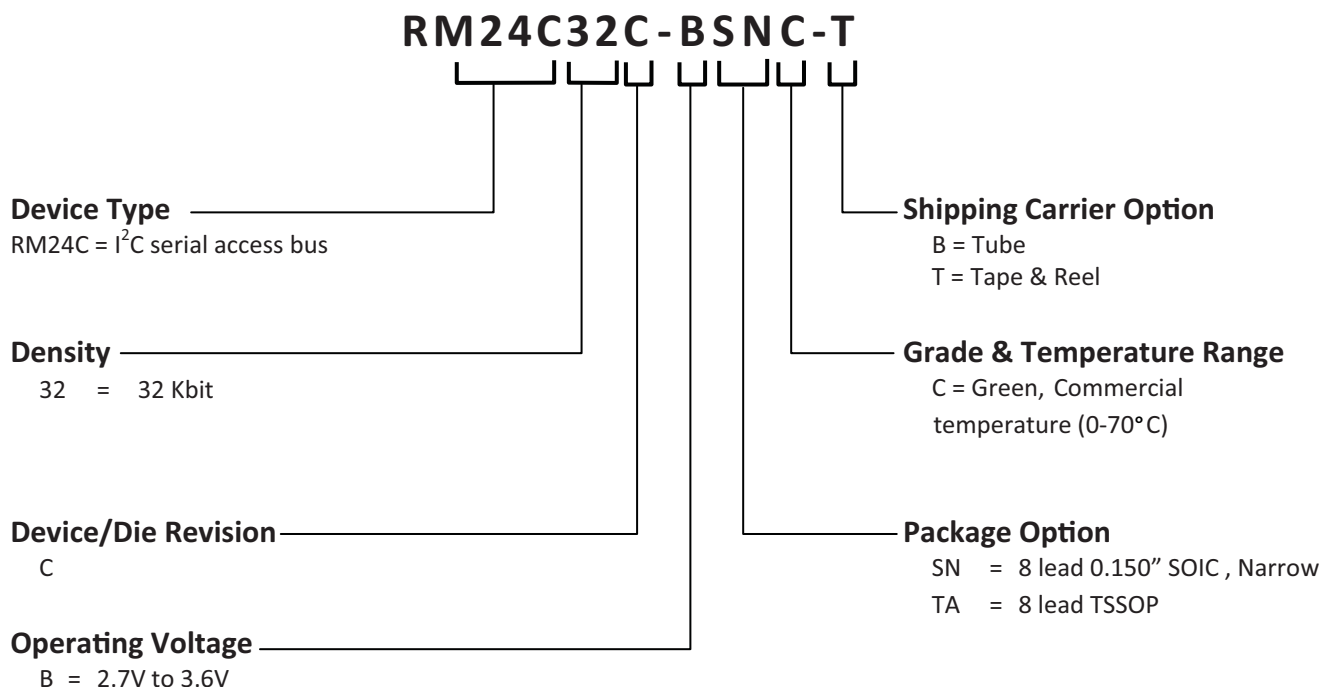 RM24C32C-BSNC-T
Device Type
RM24C = I²C serial access bus
Density
32 = 32 Kbit
Device/Die Revision
C
Operating Voltage
B = 2.7V to 3.6V
Shipping Carrier Option
B = Tube
T = Tape & Reel
Grade & Temperature Range
C = Green, Commercial
temperature (0-70°C)
Package Option
SN = 8 lead 0.150” SOIC , Narrow
TA = 8 lead TSSOP